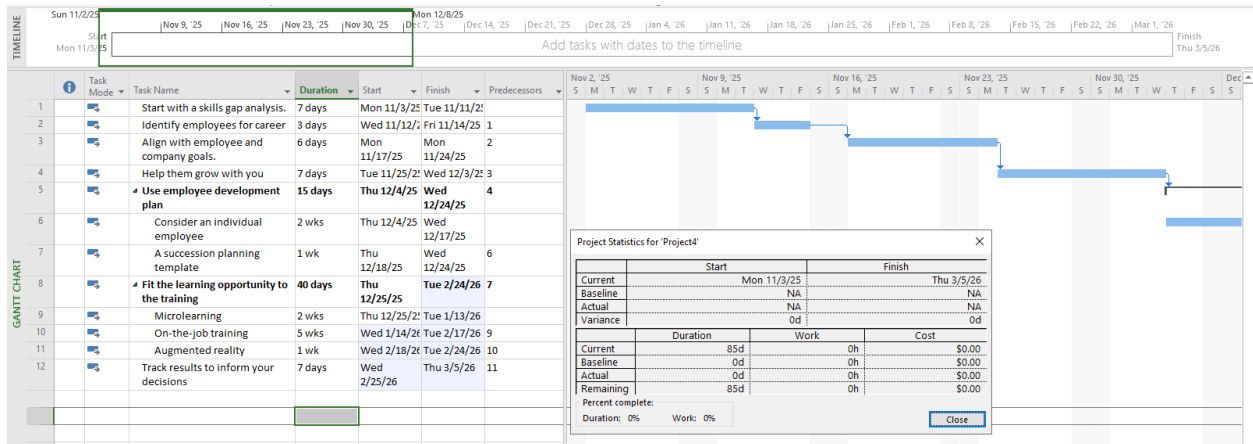 Sun 11/2/25 Mon 12/8/25
TIMELINE
Nov 9, '25 Nov 16, '25 Nov 23, '25 Nov 30, '25 Dec 7, '25 Dec 14, '25 Dec 21, '25 Dec 28, '25 Jan 4, '26 Jan 11, '26 Jan 18, '26 Jan 25, '26 Feb 1, '26 Feb 8, '26 Feb 15, '26 Feb 22, '26 Mar 1, '26
Start
Mon 11/3/25
Add tasks with dates to the timeline
Finish
Thu 3/5/26
GANTT CHART
Task Mode Task Name Duration Start Finish Predecessors
1 Start with a skills gap analysis. 7 days Mon 11/3/25 Tue 11/11/25
2 Identify employees for career 3 days Wed 11/12/2 Fri 11/14/25 1
3 Align with employee and company goals. 6 days Mon 11/17/25 Mon 11/24/25 2
4 Help them grow with you 7 days Tue 11/25/25 Wed 12/3/25 3
5 Use employee development plan 15 days Thu 12/4/25 Wed 12/24/25 4
6 Consider an individual employee 2 wks Thu 12/4/25 Wed 12/17/25
7 A succession planning template 1 wk Thu 12/18/25 Wed 12/24/25 6
8 Fit the learning opportunity to the training 40 days Thu 12/25/25 Tue 2/24/26 7
9 Microlearning 2 wks Thu 12/25/25 Tue 1/13/26
10 On-the-job training 5 wks Wed 1/14/26 Tue 2/17/26 9
11 Augmented reality 1 wk Wed 2/18/26 Tue 2/24/26 10
12 Track results to inform your decisions 7 days Wed 2/25/26 Thu 3/5/26 11
Nov 2, '25 Nov 9, '25 Nov 16, '25 Nov 23, '25 Nov 30, '25 Dec
S M T W T F S S M T W T F S S M T W T F S S M T W T F S S M T W T F S S
Project Statistics for 'Project4'
Start Finish
Current Mon 11/3/25 Thu 3/5/26
Baseline NA NA
Actual NA NA
Variance 0d 0d
Duration Work Cost
Current 85d 0h $0.00
Baseline 0d 0h $0.00
Actual 0d 0h $0.00
Remaining 85d 0h $0.00
Percent complete:
Duration: 0% Work: 0%
Close